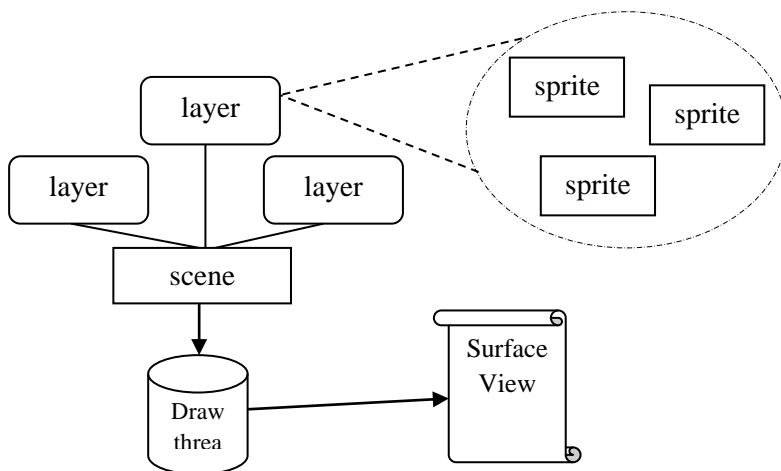 layer
sprite
sprite
sprite
layer
layer
scene
Surface
View
Draw
threa